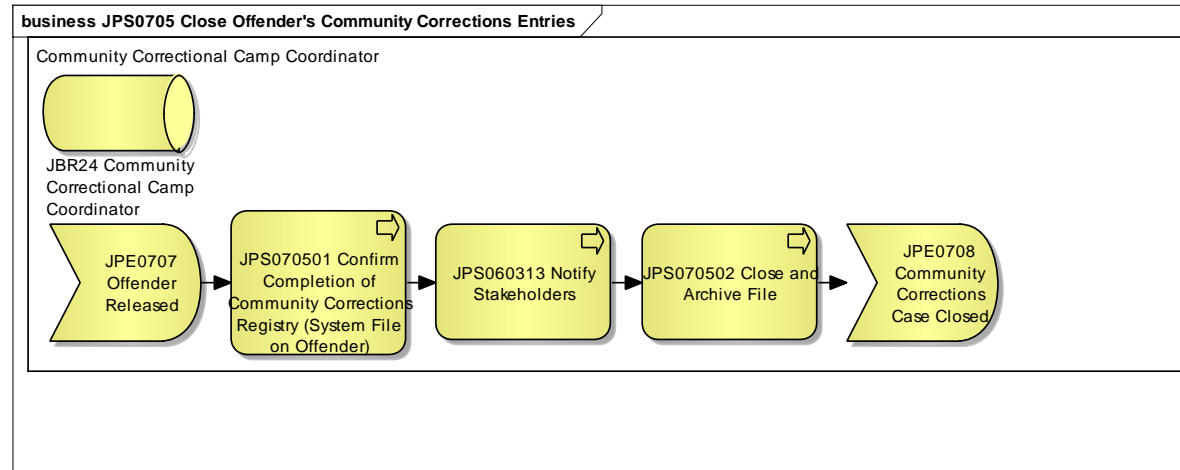 business JPS0705 Close Offender's Community Corrections Entries
Community Correctional Camp Coordinator
JBR24 Community
Correctional Camp
Coordinator
JPE0707
Offender
Released
JPS070501 Confirm
Completion of
Community Corrections
Registry (System File
on Offender)
JPS060313 Notify
Stakeholders
JPS070502 Close and
Archive File
JPE0708
Community
Corrections
Case Closed